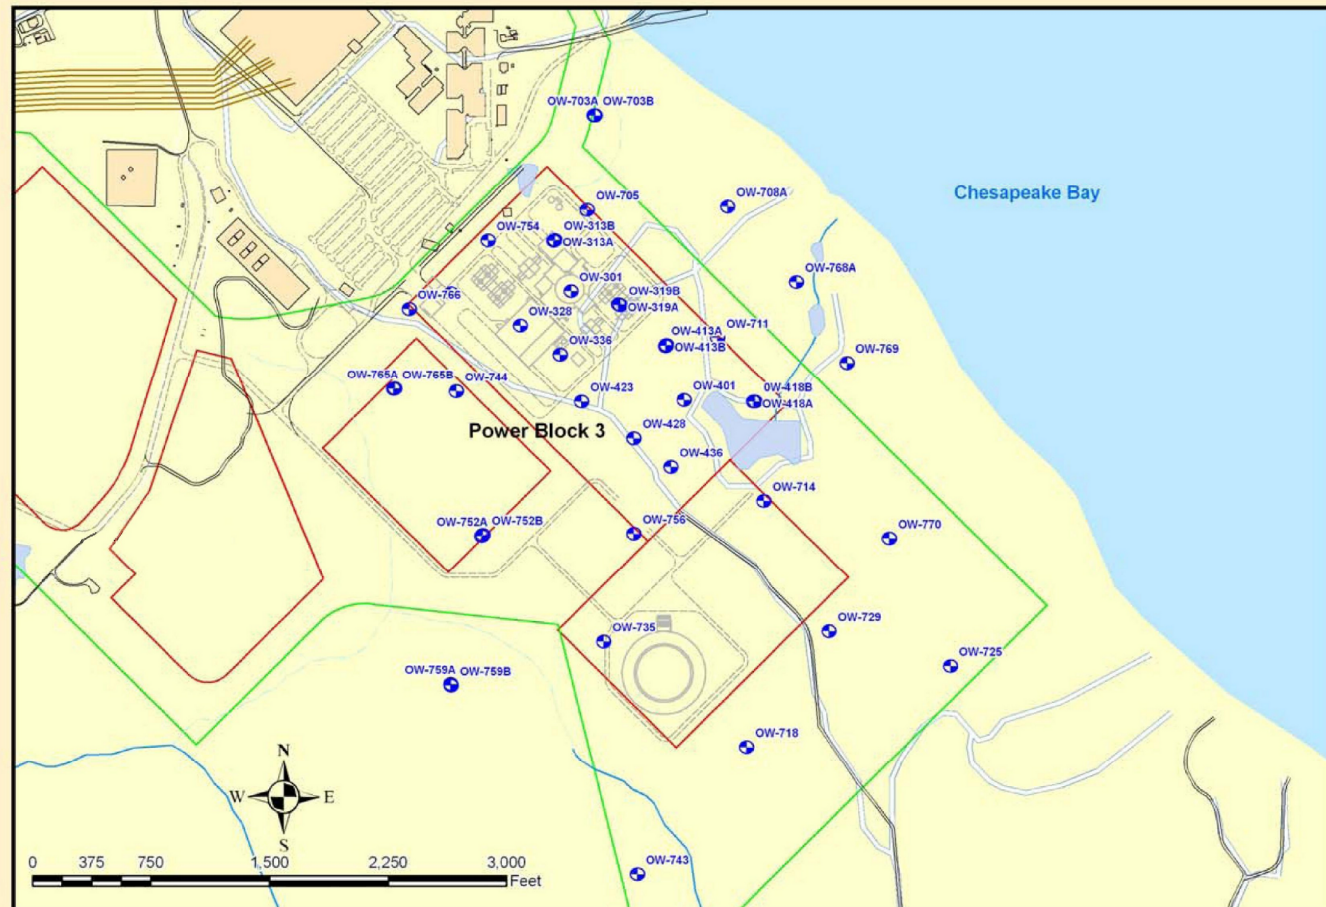 OW-703A OW-703B
OW-705
OW-708A
Chesapeake Bay
OW-754
OW-313B
OW-313A
OW-768A
OW-301
OW-766
OW-319B
OW-319A
OW-328
OW-413A
OW-413B
OW-711
OW-336
OW-769
OW-765A OW-765B
OW-744
OW-423
OW-401
0W-418B
OW-418A
Power Block 3
OW-428
OW-436
OW-714
OW-752A OW-752B
OW-756
OW-770
OW-729
OW-735
OW-725
OW-759A OW-759B
OW-718
N
W E
S
0 375 750 1,500 2,250 3,000
Feet
OW-743